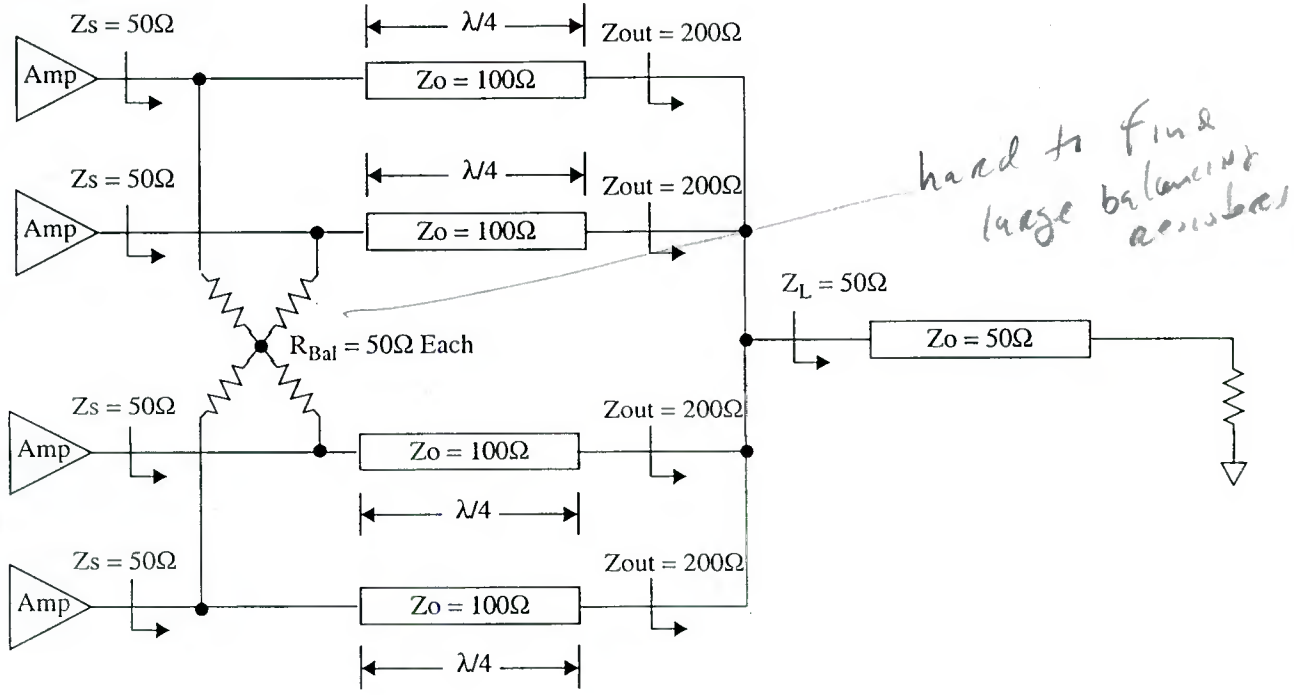 Zs = 50Ω
λ/4
Zout = 200Ω
Amp
Zo = 100Ω
Zs = 50Ω
λ/4
Zout = 200Ω
Amp
Zo = 100Ω
hard to find
large balancing
Z_L = 50Ω
Zo = 50Ω
R_Bal = 50Ω Each
Zs = 50Ω
Zout = 200Ω
Zo = 100Ω
λ/4
Zs = 50Ω
Zout = 200Ω
Amp
Zo = 100Ω
λ/4
Amp